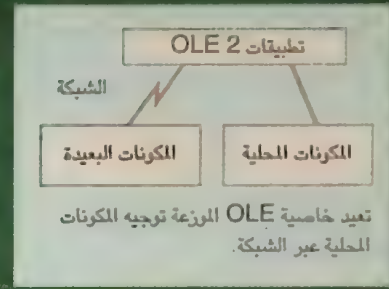 تطبيقات OLE 2
الشبكة
المكونات المحلية
المكونات البعيدة
تعيد خاصية OLE الموزعة توجيه المكونات
المحلية عبر الشبكة.